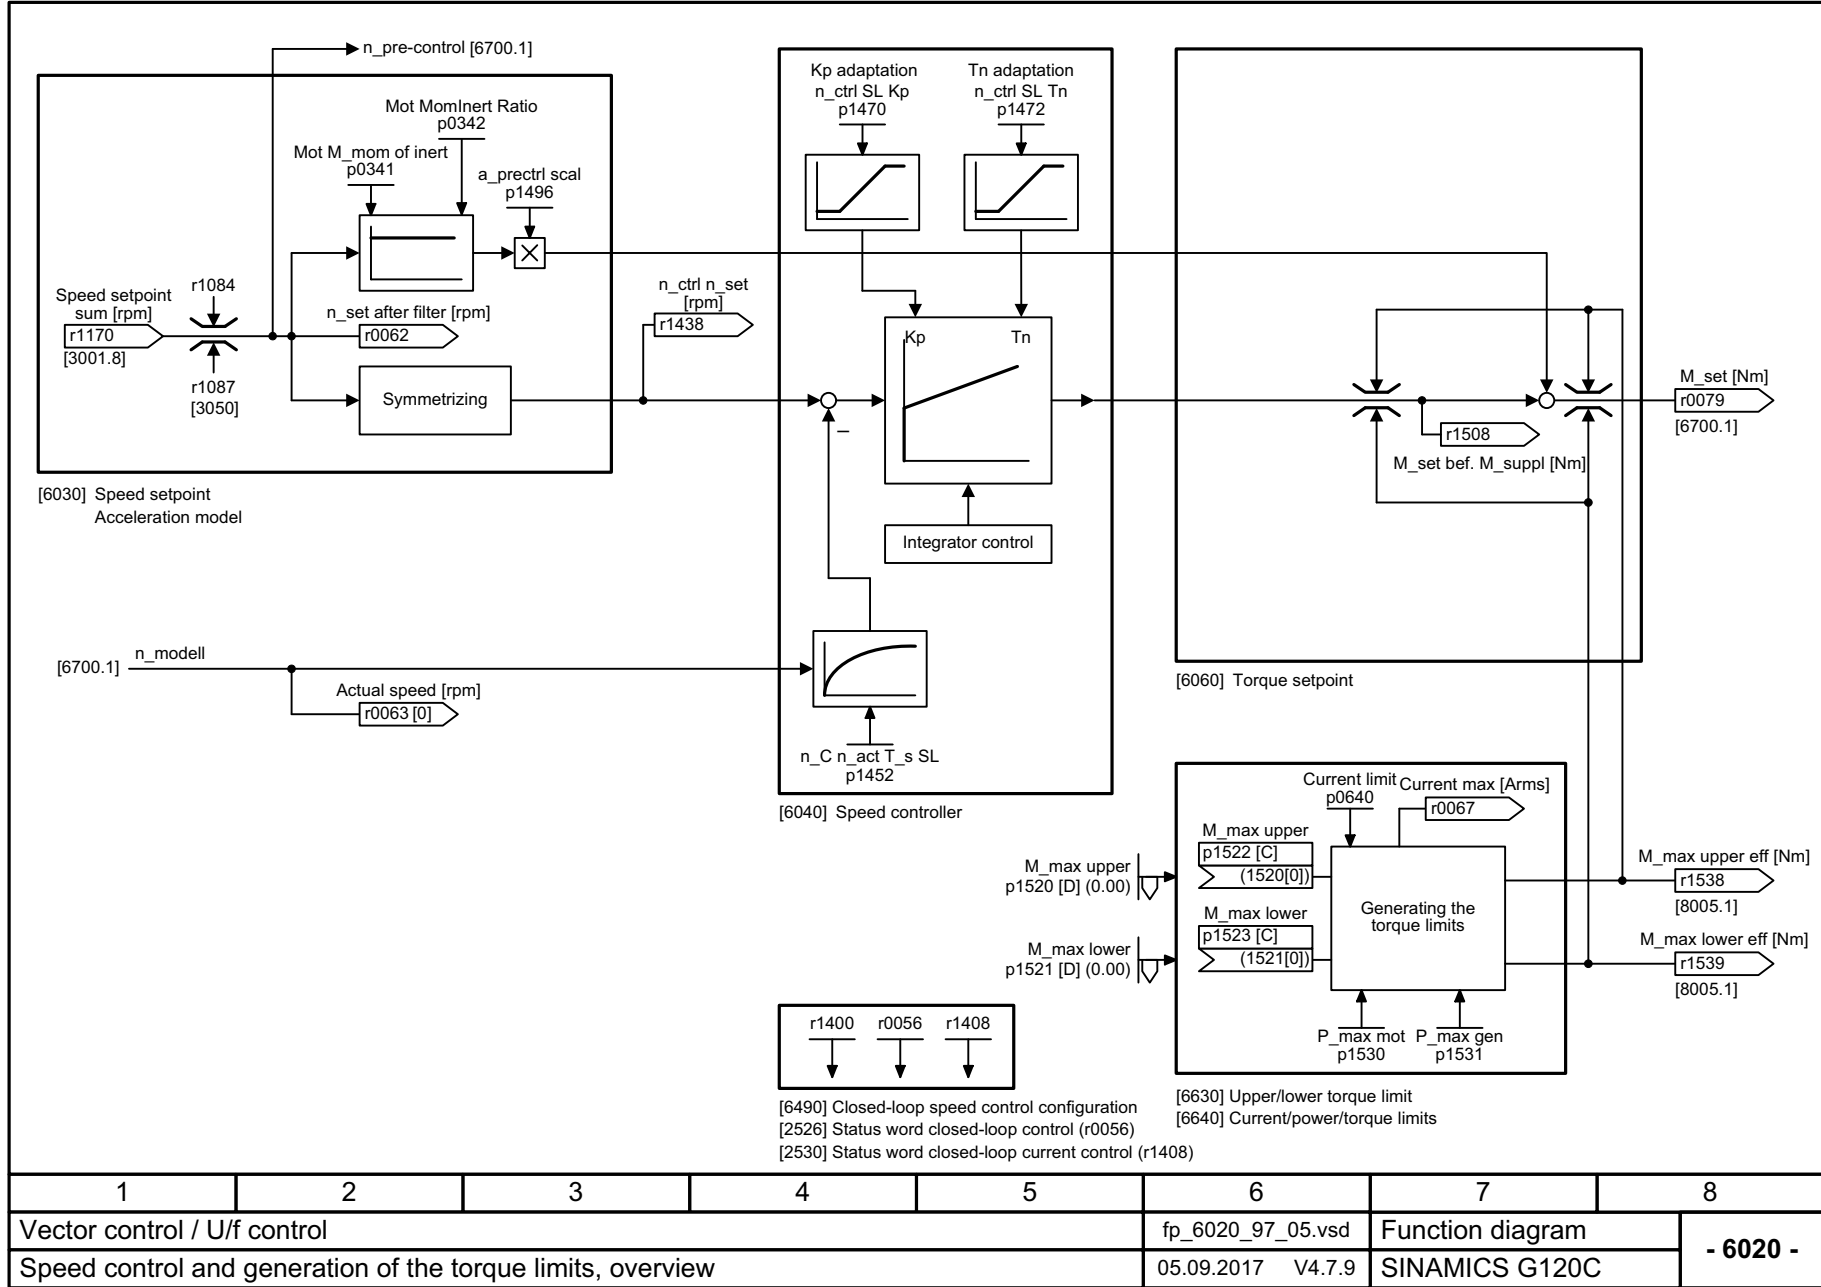 n_pre-control [6700.1]
Mot MomInert Ratio
p0342
Mot M_mom of inert
p0341
a_prectrl scal
p1496
r1084
Speed setpoint
sum [rpm]
r1170
[3001.8]
r1087
[3050]
n_set after filter [rpm]
r0062
Symmetrizing
[6030] Speed setpoint
Acceleration model
n_ctrl n_set
[rpm]
r1438
[6700.1]
n_modell
Actual speed [rpm]
r0063 [0]
Kp adaptation
n_ctrl SL Kp
p1470
Tn adaptation
n_ctrl SL Tn
p1472
Kp
Tn
–
Integrator control
n_C n_act T_s SL
p1452
[6040] Speed controller
r1508
M_set bef. M_suppl [Nm]
M_set [Nm]
r0079
[6700.1]
[6060] Torque setpoint
Current limit
p0640
Current max [Arms]
r0067
M_max upper
p1520 [D] (0.00)
M_max upper
p1522 [C]
(1520[0])
M_max lower
p1521 [D] (0.00)
M_max lower
p1523 [C]
(1521[0])
Generating the
torque limits
P_max mot
p1530
P_max gen
p1531
M_max upper eff [Nm]
r1538
[8005.1]
M_max lower eff [Nm]
r1539
[8005.1]
[6630] Upper/lower torque limit
[6640] Current/power/torque limits
r1400 r0056 r1408
[6490] Closed-loop speed control configuration
[2526] Status word closed-loop control (r0056)
[2530] Status word closed-loop current control (r1408)
1 2 3 4 5 6 7 8
Vector control / U/f control
fp_6020_97_05.vsd
Function diagram
- 6020 -
Speed control and generation of the torque limits, overview
05.09.2017 V4.7.9
SINAMICS G120C